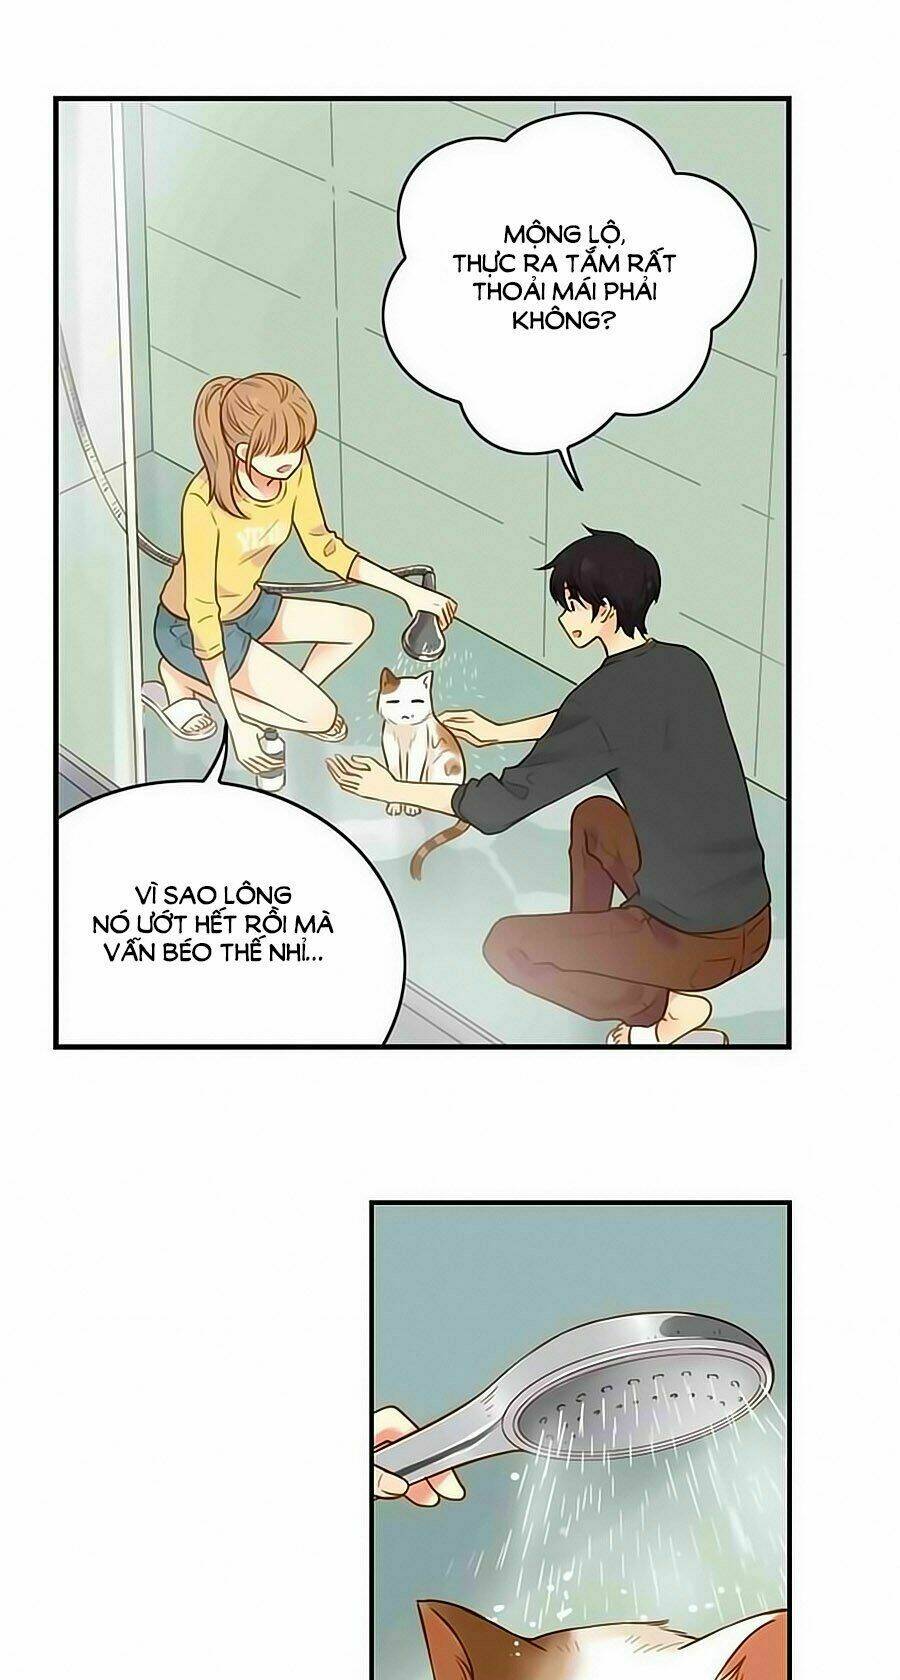 MỘNG LỘ,
THỰC RA TẮM RẤT
THOẢI MÁI PHẢI
KHÔNG?
VÌ SAO LÔNG
NÓ ƯỚT HẾT RỒI MÀ
VẪN BÉO THẾ NHỈ...